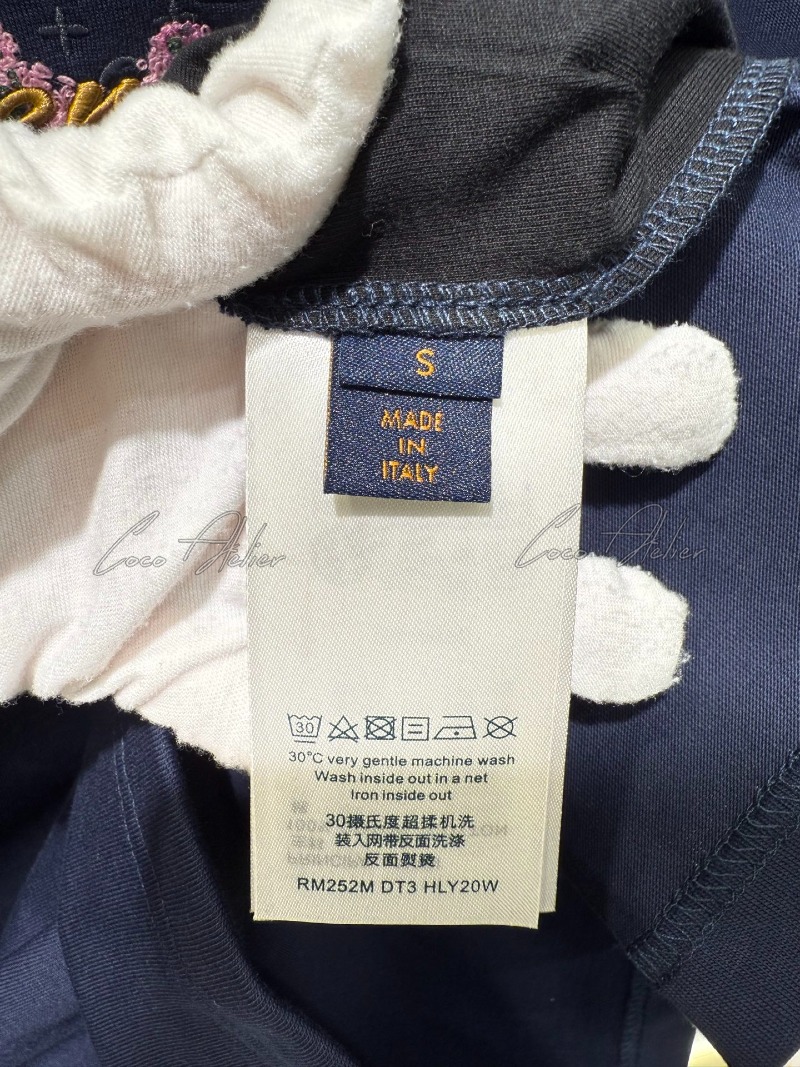 S
MADE
IN
ITALY
Coco Atelier
Coco Atelier
30
30°C very gentle machine wash
Wash inside out in a net
Iron inside out
30摄氏度超柔机洗
装入网带反面洗涤
反面熨烫
RM252M DT3 HLY20W